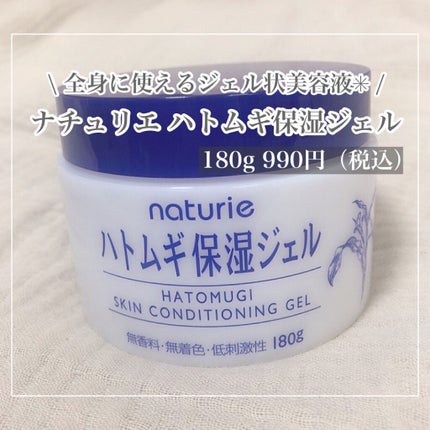 \ 全身に使えるジェル状美容液✳︎ /
ナチュリエ ハトムギ保湿ジェル
180g 990円（税込）
naturie
ハトムギ保湿ジェル
HATOMUGI
SKIN CONDITIONING GEL
無香料・無着色・低刺激性 180g